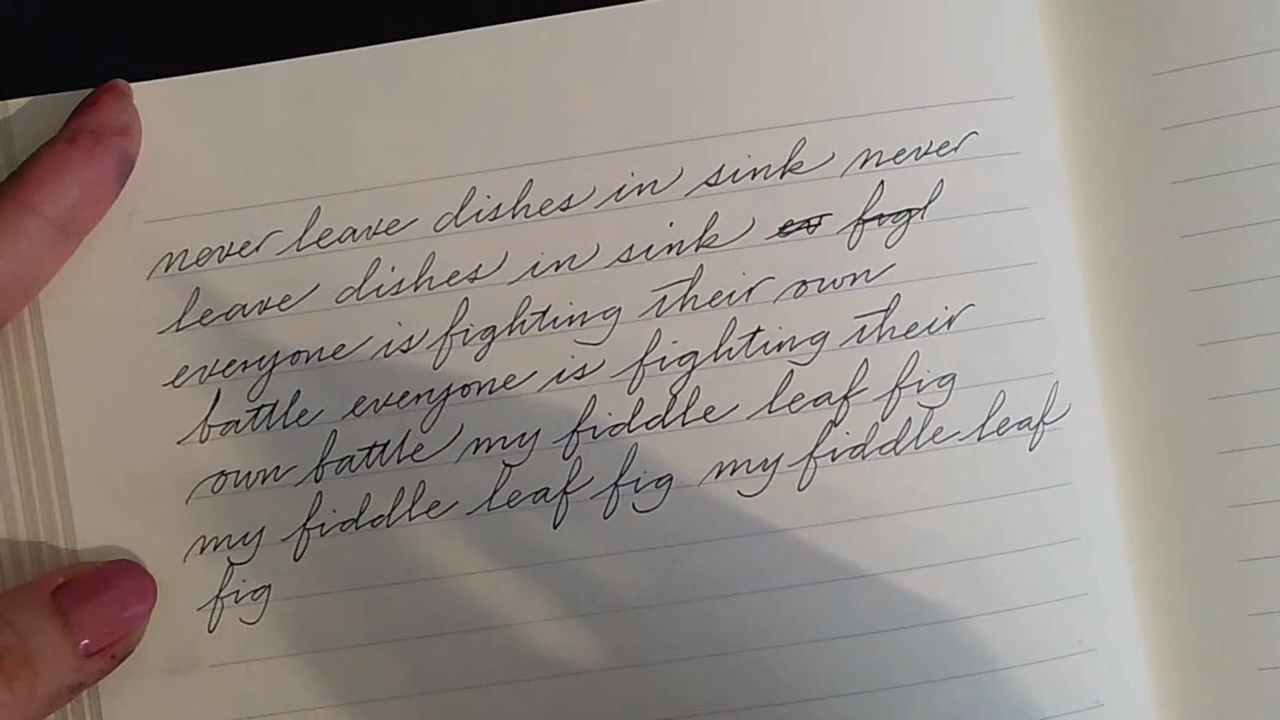 never leave dishes in sink never
leave dishes in sink
everyone is fighting their own
battle everyone is fighting their
own battle my fiddle leaf fig
my fiddle leaf fig my fiddle leaf
fig